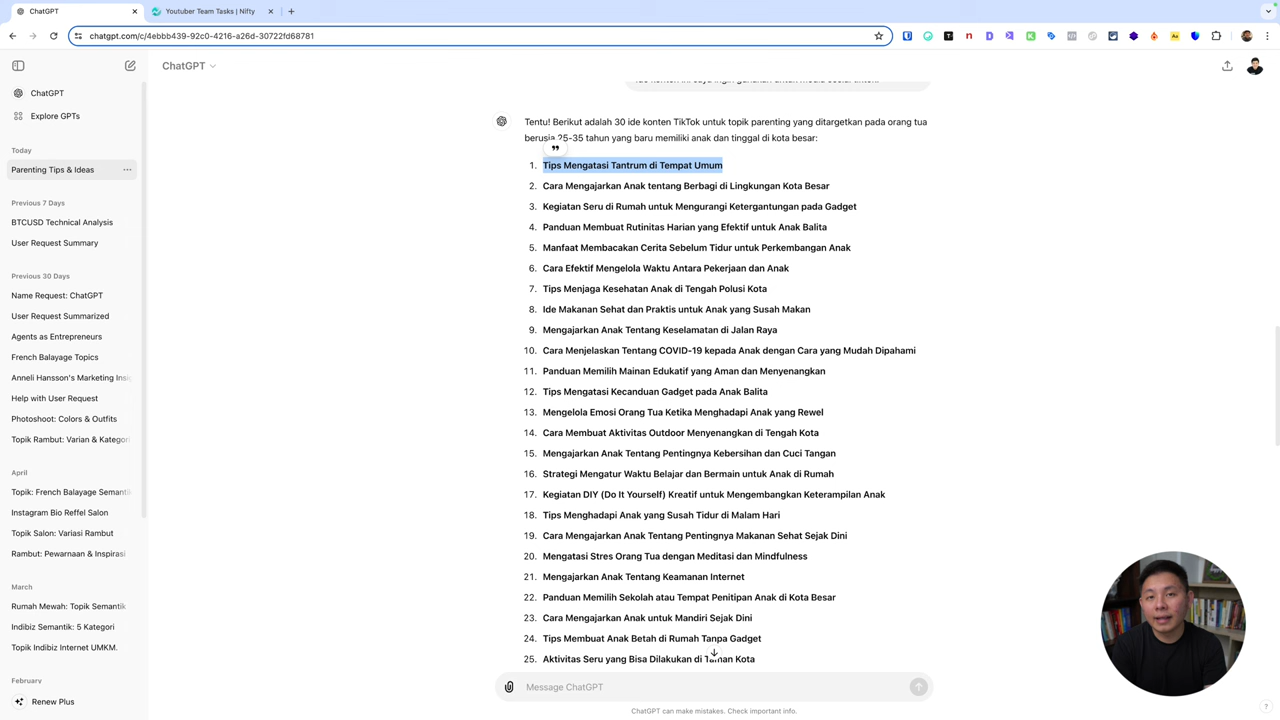 ChatGPT
Youtuber Team Tasks | Nifty
chatgpt.com/c/4ebbb439-92c0-4216-a26d-30722fd68781
ChatGPT
ChatGPT
Explore GPTs
Today
Parenting Tips & Ideas
Previous 7 Days
BTCUSD Technical Analysis
User Request Summary
Previous 30 Days
Name Request: ChatGPT
User Request Summarized
Agents as Entrepreneurs
French Balayage Topics
Anneli Hansson's Marketing Insig
Help with User Request
Photoshoot: Colors & Outfits
Topik Rambut: Varian & Kategori
April
Topik: French Balayage Semantik
Instagram Bio Reffel Salon
Topik Salon: Variasi Rambut
Rambut: Pewarnaan & Inspirasi
March
Rumah Mewah: Topik Semantik
Indibiz Semantik: 5 Kategori
Topik Indibiz Internet UMKM.
February
Renew Plus
Tentu! Berikut adalah 30 ide konten TikTok untuk topik parenting yang ditargetkan pada orang tua
berusia 25-35 tahun yang baru memiliki anak dan tinggal di kota besar:
1. Tips Mengatasi Tantrum di Tempat Umum
2. Cara Mengajarkan Anak tentang Berbagi di Lingkungan Kota Besar
3. Kegiatan Seru di Rumah untuk Mengurangi Ketergantungan pada Gadget
4. Panduan Membuat Rutinitas Harian yang Efektif untuk Anak Balita
5. Manfaat Membacakan Cerita Sebelum Tidur untuk Perkembangan Anak
6. Cara Efektif Mengelola Waktu Antara Pekerjaan dan Anak
7. Tips Menjaga Kesehatan Anak di Tengah Polusi Kota
8. Ide Makanan Sehat dan Praktis untuk Anak yang Susah Makan
9. Mengajarkan Anak Tentang Keselamatan di Jalan Raya
10. Cara Menjelaskan Tentang COVID-19 kepada Anak dengan Cara yang Mudah Dipahami
11. Panduan Memilih Mainan Edukatif yang Aman dan Menyenangkan
12. Tips Mengatasi Kecanduan Gadget pada Anak Balita
13. Mengelola Emosi Orang Tua Ketika Menghadapi Anak yang Rewel
14. Cara Membuat Aktivitas Outdoor Menyenangkan di Tengah Kota
15. Mengajarkan Anak Tentang Pentingnya Kebersihan dan Cuci Tangan
16. Strategi Mengatur Waktu Belajar dan Bermain untuk Anak di Rumah
17. Kegiatan DIY (Do It Yourself) Kreatif untuk Mengembangkan Keterampilan Anak
18. Tips Menghadapi Anak yang Susah Tidur di Malam Hari
19. Cara Mengajarkan Anak Tentang Pentingnya Makanan Sehat Sejak Dini
20. Mengatasi Stres Orang Tua dengan Meditasi dan Mindfulness
21. Mengajarkan Anak Tentang Keamanan Internet
22. Panduan Memilih Sekolah atau Tempat Penitipan Anak di Kota Besar
23. Cara Mengajarkan Anak untuk Mandiri Sejak Dini
24. Tips Membuat Anak Betah di Rumah Tanpa Gadget
25. Aktivitas Seru yang Bisa Dilakukan di Taman Kota
Message ChatGPT
ChatGPT can make mistakes. Check important info.